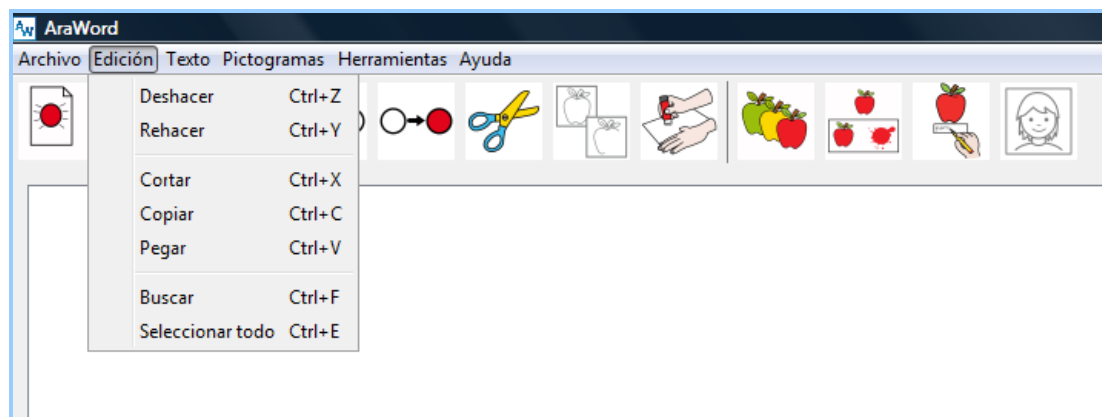 AraWord
Archivo Edición Texto Pictogramas Herramientas Ayuda
Deshacer Ctrl+Z
Rehacer Ctrl+Y
Cortar Ctrl+X
Copiar Ctrl+C
Pegar Ctrl+V
Buscar Ctrl+F
Seleccionar todo Ctrl+E